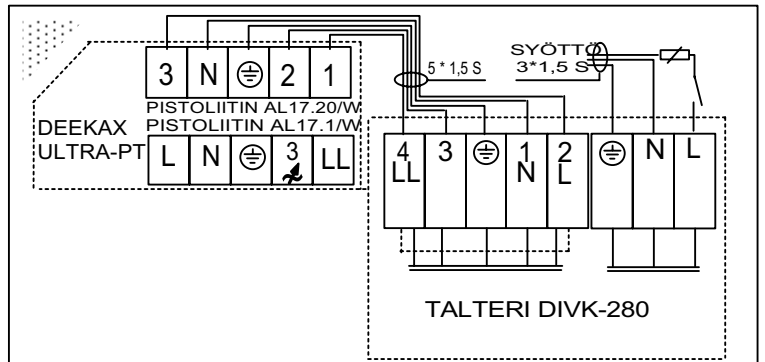 3 N 2 1
PISTOLIITIN AL17.20/W
PISTOLIITIN AL17.1/W
DEEKAX
ULTRA-PT
L N 3 LL
5 * 1,5 S
SYÖTTÖ
3*1,5 S
4 3 1 2 N L
LL N L
TALTERI DIVK-280